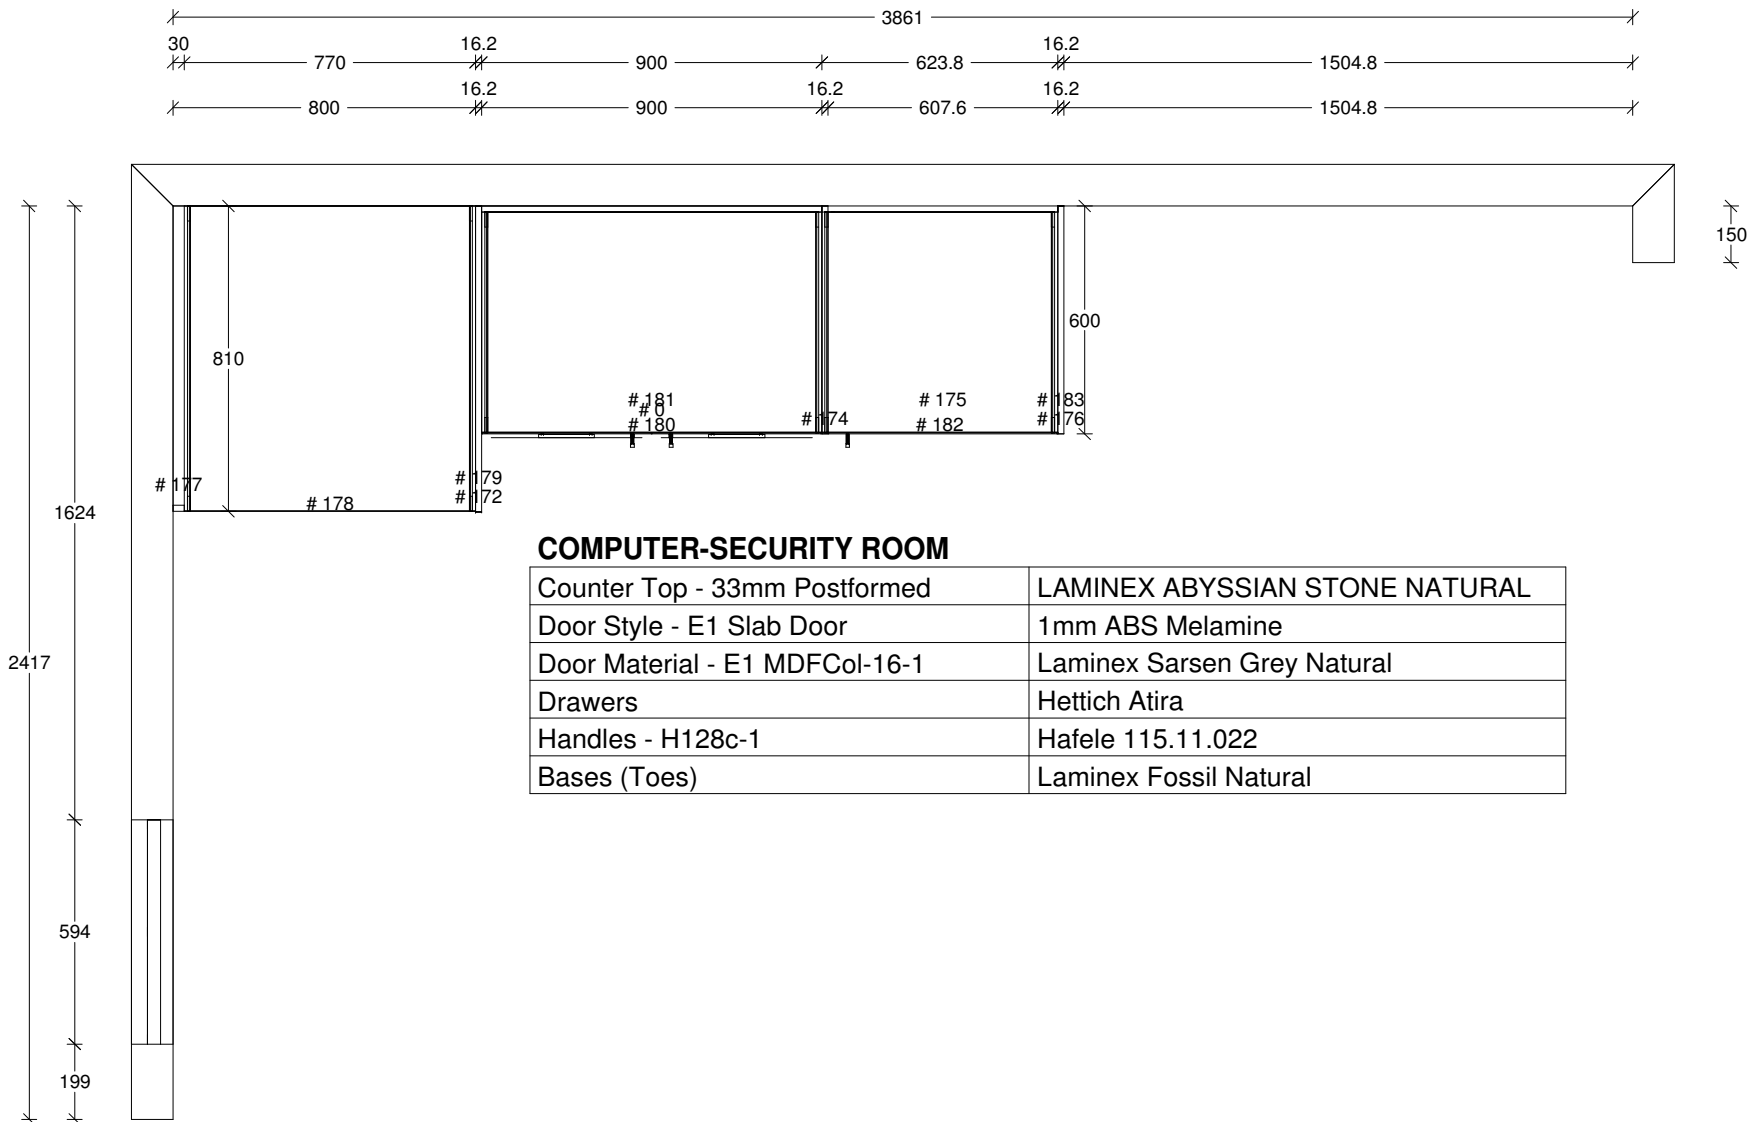 3861
30 16.2 16.2
770 900 623.8 1504.8
16.2 16.2 16.2
800 900 607.6 1504.8
150
600
810
# 181 # 175 # 183
# 0
# 180 # 174 # 182 # 176
# 177 # 179
# 178 # 172
1624
COMPUTER-SECURITY ROOM
Counter Top - 33mm Postformed LAMINEX ABYSSIAN STONE NATURAL
Door Style - E1 Slab Door 1mm ABS Melamine
2417
Door Material - E1 MDFCol-16-1 Laminex Sarsen Grey Natural
Drawers Hettich Atira
Handles - H128c-1 Hafele 115.11.022
Bases (Toes) Laminex Fossil Natural
594
199